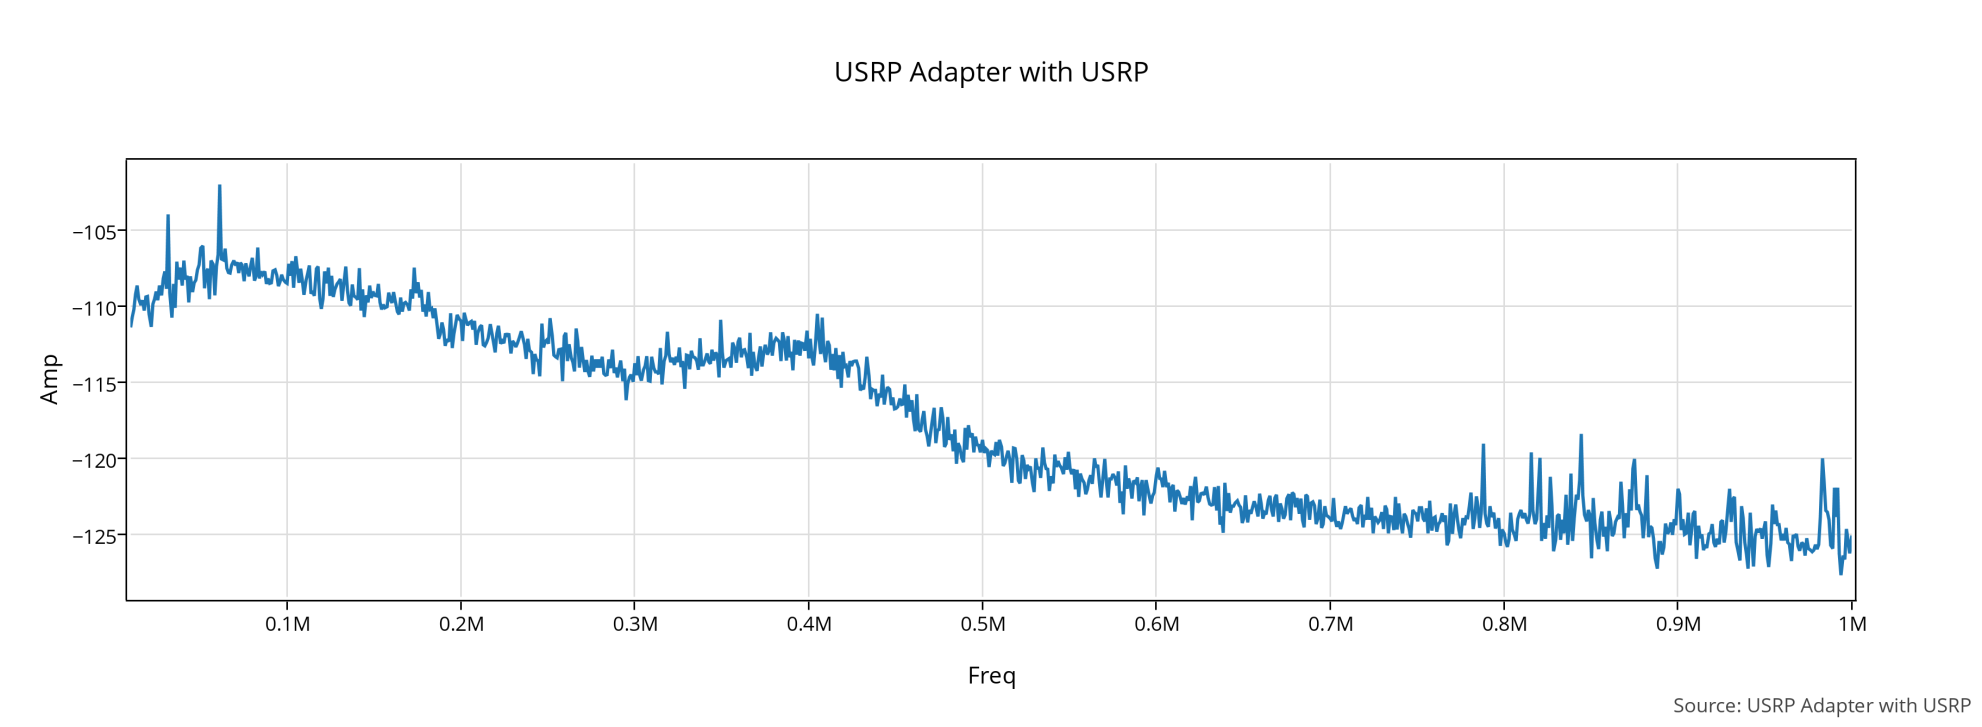 USRP Adapter with USRP
−105
−110
−115
−120
−125
Amp
0.1M 0.2M 0.3M 0.4M 0.5M 0.6M 0.7M 0.8M 0.9M 1M
Freq
Source: USRP Adapter with USRP